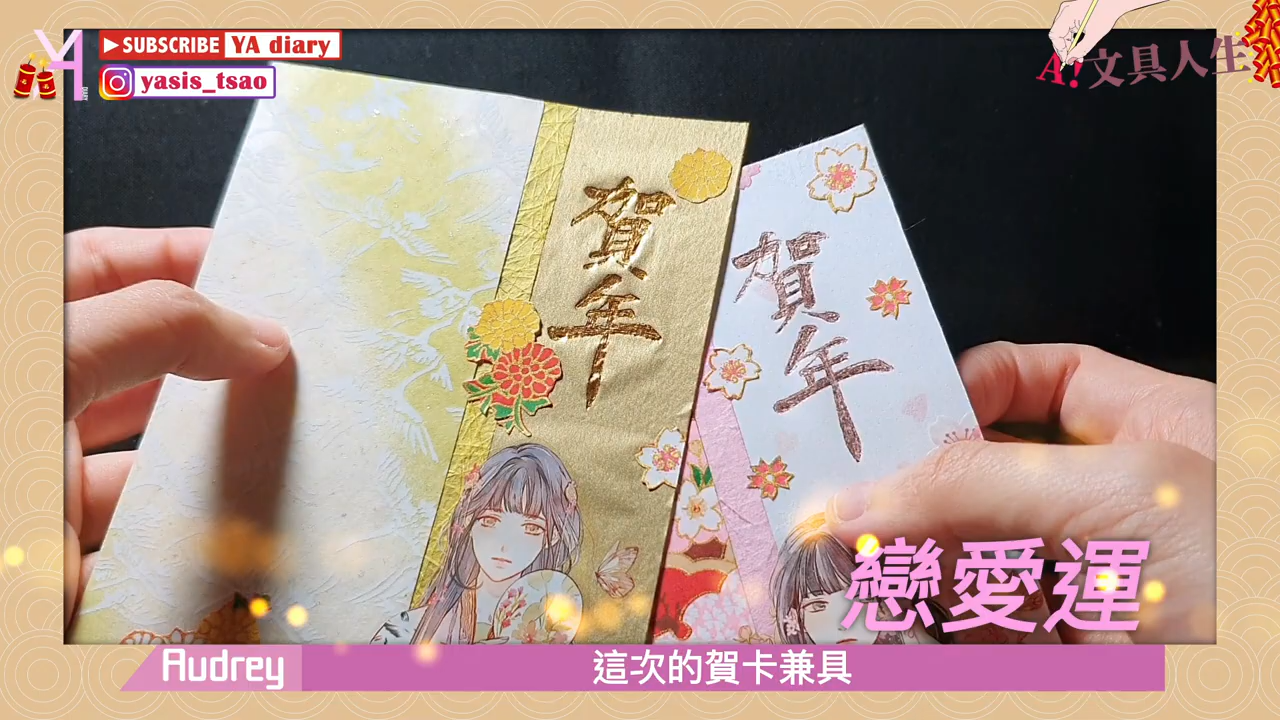 YA
SUBSCRIBE YA diary
yasis_tsao
A!文具人生
賀年
賀年
戀愛運
Audrey
這次的賀卡兼具